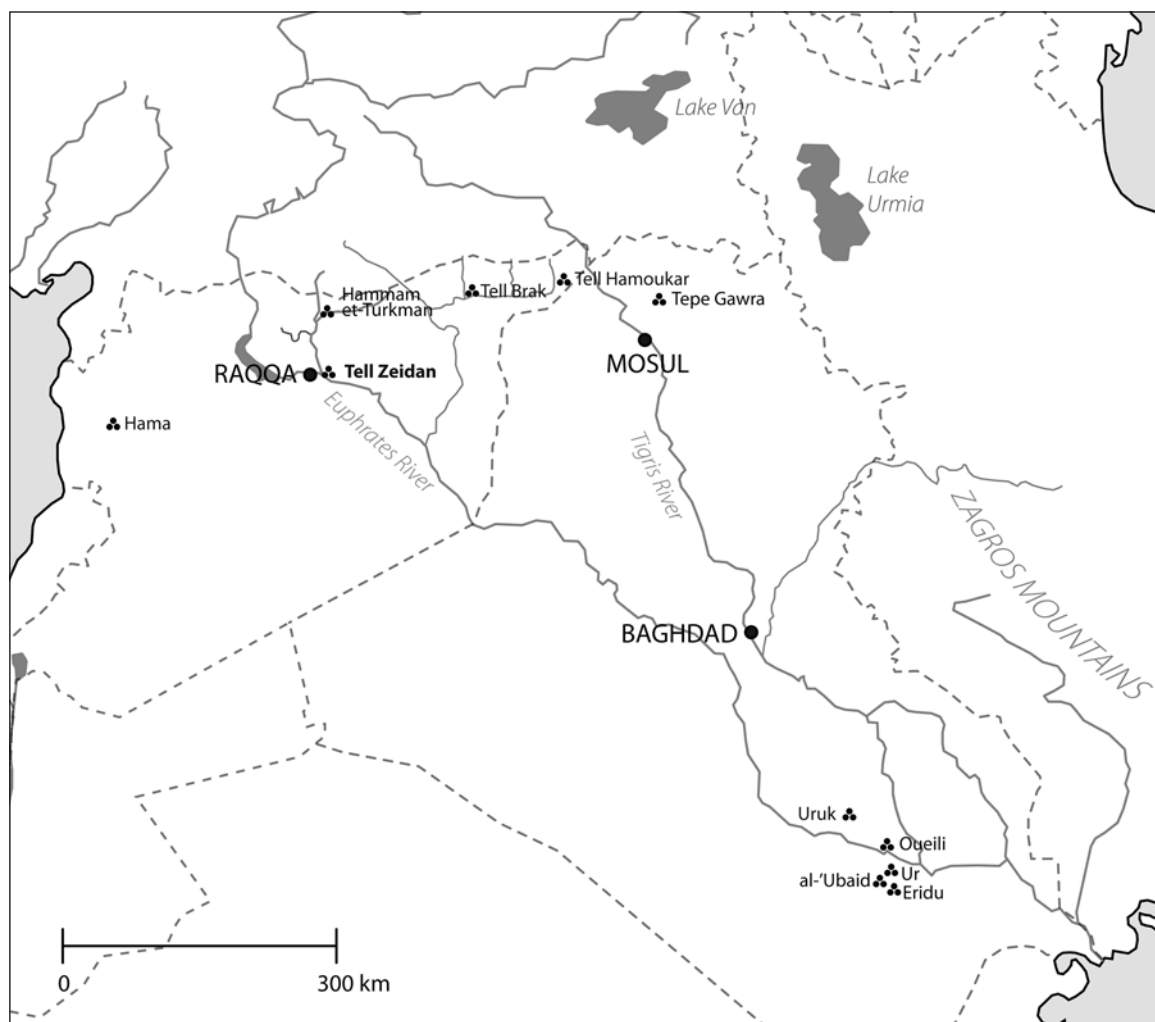 Lake Van
Lake
Urmia
Tell Hamoukar
Tell Brak
Hammam
et-Turkman
Tepe Gawra
MOSUL
RAQQA
Tell Zeidan
Hama
Euphrates River
Tigris River
ZAGROS MOUNTAINS
BAGHDAD
Uruk
Oueili
Ur
al-'Ubaid
Eridu
0
300 km